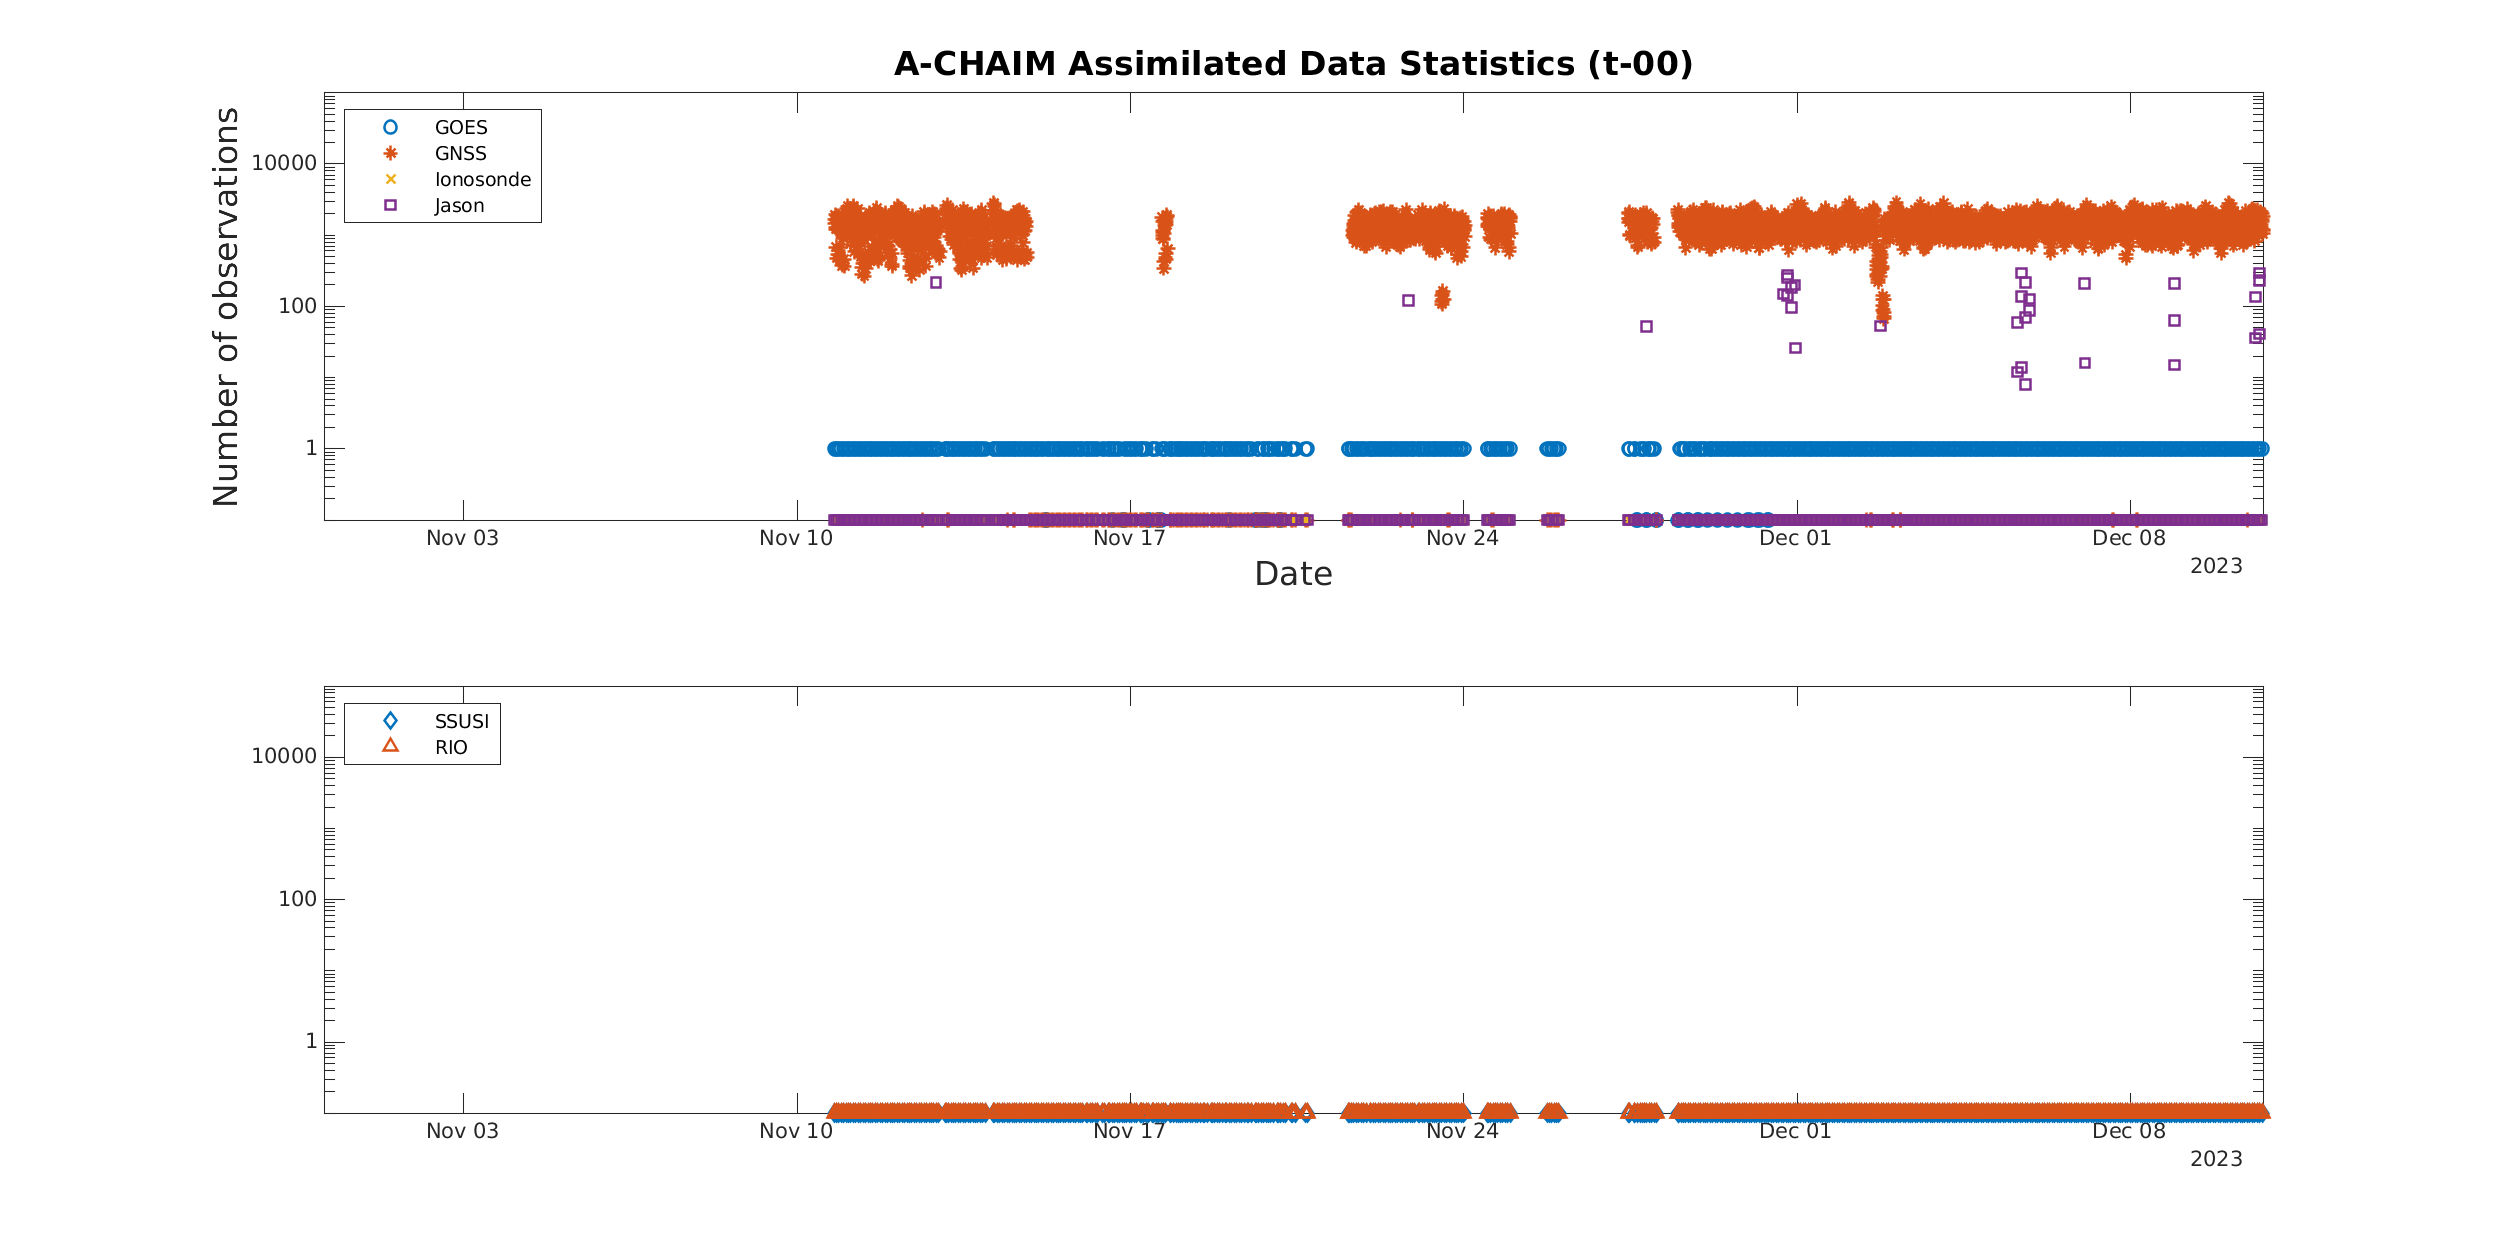 A-CHAIM Assimilated Data Statistics (t-00)
Number of observations
GOES
GNSS
Ionosonde
Jason
10000
100
1
Nov 03 Nov 10 Nov 17 Nov 24 Dec 01 Dec 08
2023
Date
SSUSI
RIO
10000
100
1
Nov 03 Nov 10 Nov 17 Nov 24 Dec 01 Dec 08
2023